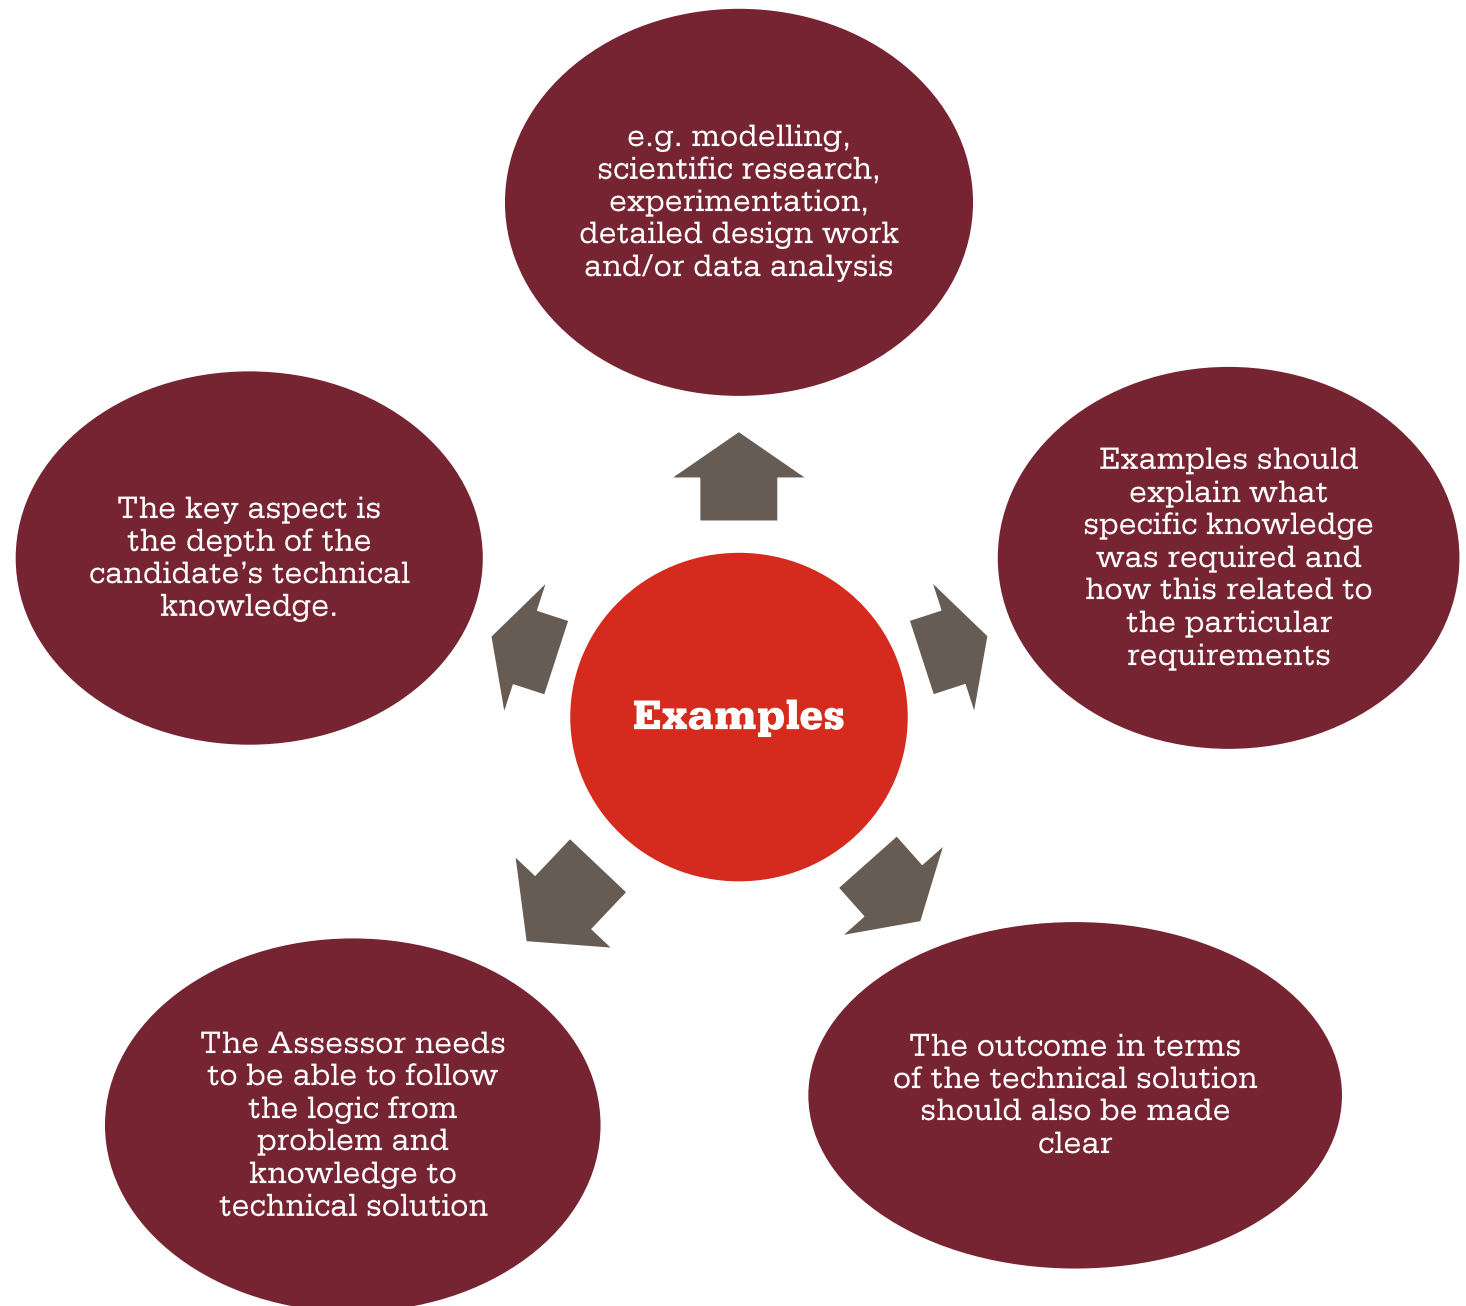 e.g. modelling,
scientific research,
experimentation,
detailed design work
and/or data analysis
Examples should
explain what
specific knowledge
was required and
how this related to
the particular
requirements
The outcome in terms
of the technical solution
should also be made
clear
The Assessor needs
to be able to follow
the logic from
problem and
knowledge to
technical solution
The key aspect is
the depth of the
candidate’s technical
knowledge.
Examples